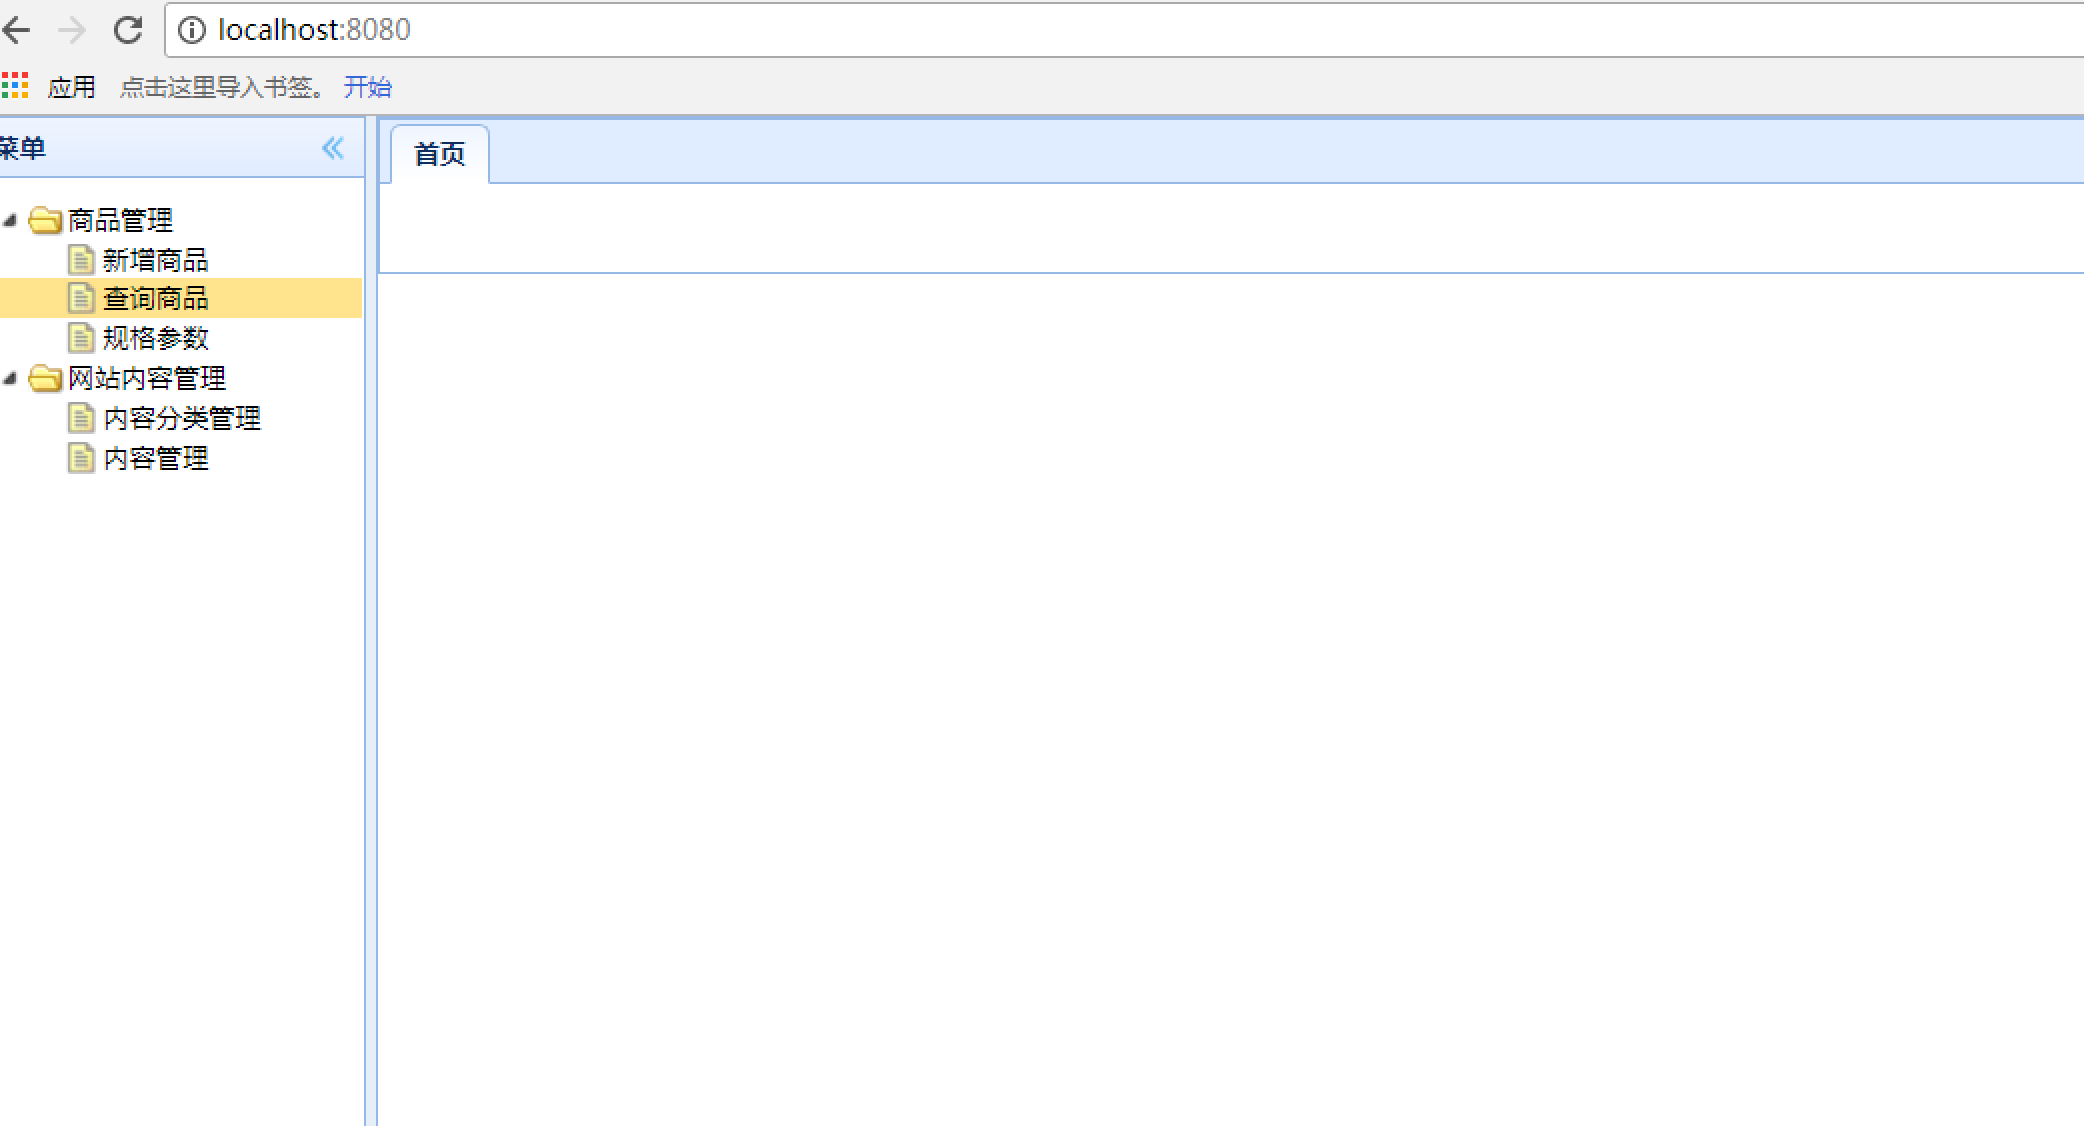 localhost:8080
应用 点击这里导入书签。 开始
菜单
首页
商品管理
新增商品
查询商品
规格参数
网站内容管理
内容分类管理
内容管理